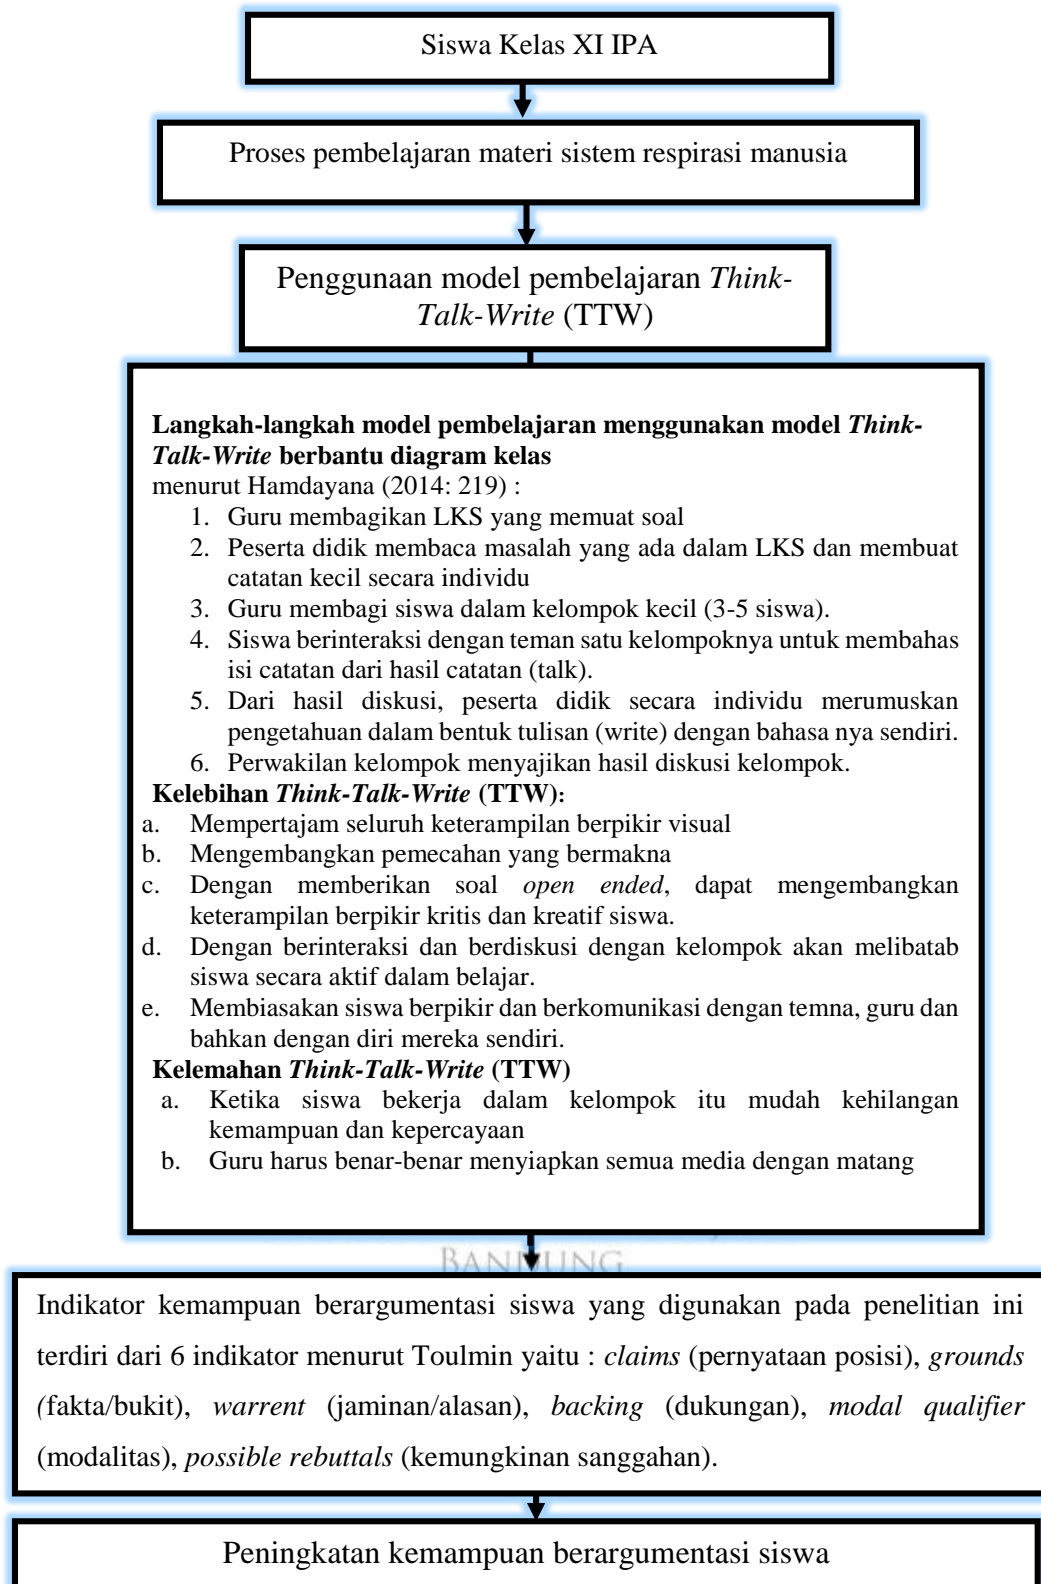 Siswa Kelas XI IPA
Proses pembelajaran materi sistem respirasi manusia
Penggunaan model pembelajaran Think-
Talk-Write (TTW)
Langkah-langkah model pembelajaran menggunakan model Think-
Talk-Write berbantu diagram kelas
menurut Hamdayana (2014: 219) :
1. Guru membagikan LKS yang memuat soal
2. Peserta didik membaca masalah yang ada dalam LKS dan membuat
catatan kecil secara individu
3. Guru membagi siswa dalam kelompok kecil (3-5 siswa).
4. Siswa berinteraksi dengan teman satu kelompoknya untuk membahas
isi catatan dari hasil catatan (talk).
5. Dari hasil diskusi, peserta didik secara individu merumuskan
pengetahuan dalam bentuk tulisan (write) dengan bahasa nya sendiri.
6. Perwakilan kelompok menyajikan hasil diskusi kelompok.
Kelebihan Think-Talk-Write (TTW):
a. Mempertajam seluruh keterampilan berpikir visual
b. Mengembangkan pemecahan yang bermakna
c. Dengan memberikan soal open ended, dapat mengembangkan
keterampilan berpikir kritis dan kreatif siswa.
d. Dengan berinteraksi dan berdiskusi dengan kelompok akan melibatab
siswa secara aktif dalam belajar.
e. Membiasakan siswa berpikir dan berkomunikasi dengan temna, guru dan
bahkan dengan diri mereka sendiri.
Kelemahan Think-Talk-Write (TTW)
a. Ketika siswa bekerja dalam kelompok itu mudah kehilangan
kemampuan dan kepercayaan
b. Guru harus benar-benar menyiapkan semua media dengan matang
BANDUNG
Indikator kemampuan berargumentasi siswa yang digunakan pada penelitian ini
terdiri dari 6 indikator menurut Toulmin yaitu : claims (pernyataan posisi), grounds
(fakta/bukit), warrent (jaminan/alasan), backing (dukungan), modal qualifier
(modalitas), possible rebuttals (kemungkinan sanggahan).
Peningkatan kemampuan berargumentasi siswa